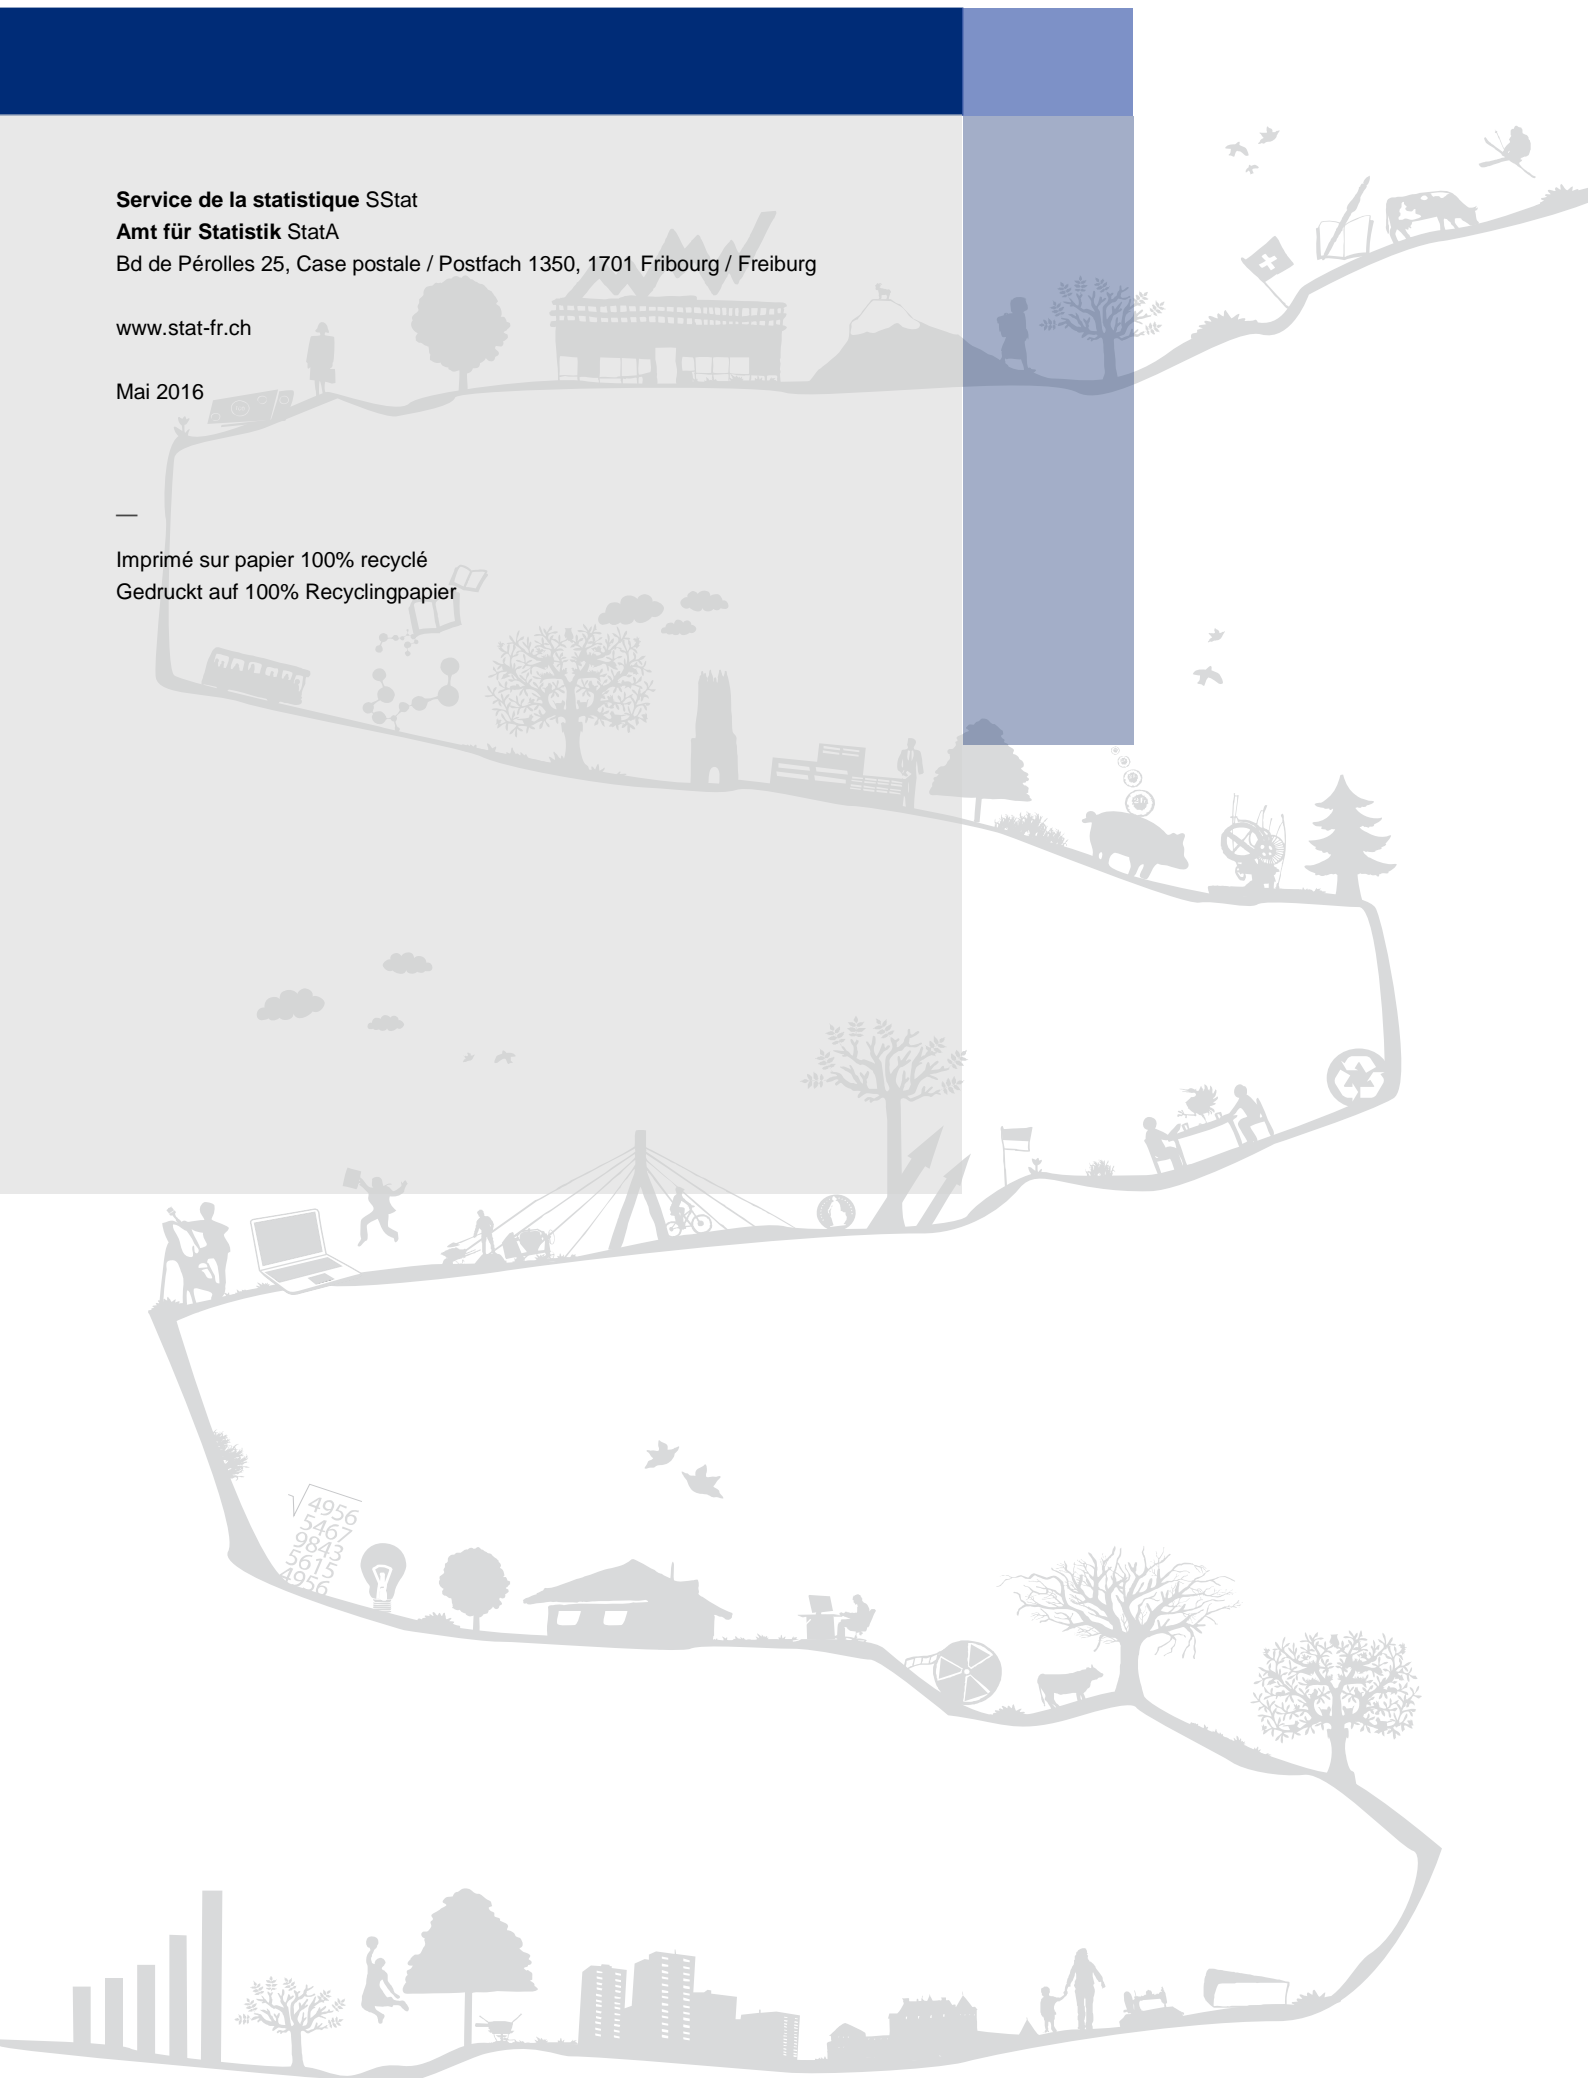 Service de la statistique SStat
Amt für Statistik StatA
Bd de Pérolles 25, Case postale / Postfach 1350, 1701 Fribourg / Freiburg
www.stat-fr.ch
Mai 2016
—
Imprimé sur papier 100% recyclé
Gedruckt auf 100% Recyclingpapier
4956
5467
9843
5615
4956